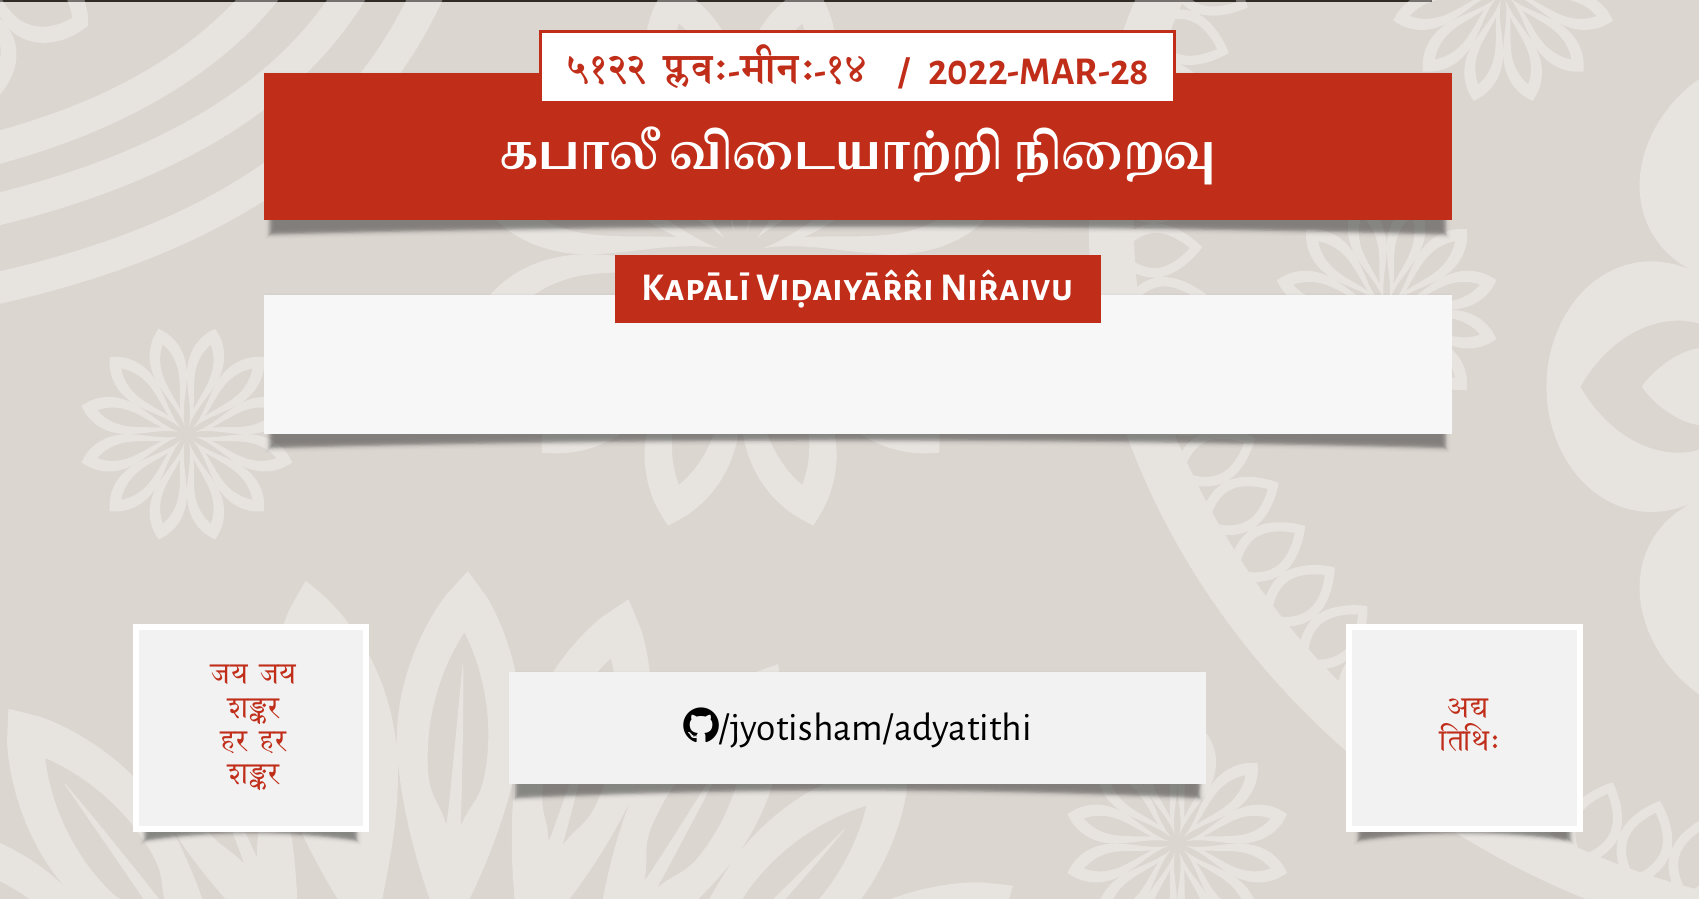 ५१२२ प्लवः-मीनः-१४ / 2022-MAR-28
கபாலீ விடையாற்றி நிறைவு
Kapālī Viḍaiyār̂r̂i Nir̂aivu
जय जय
शङ्कर
हर हर
शङ्कर
/jyotisham/adyatithi
अद्य
तिथिः